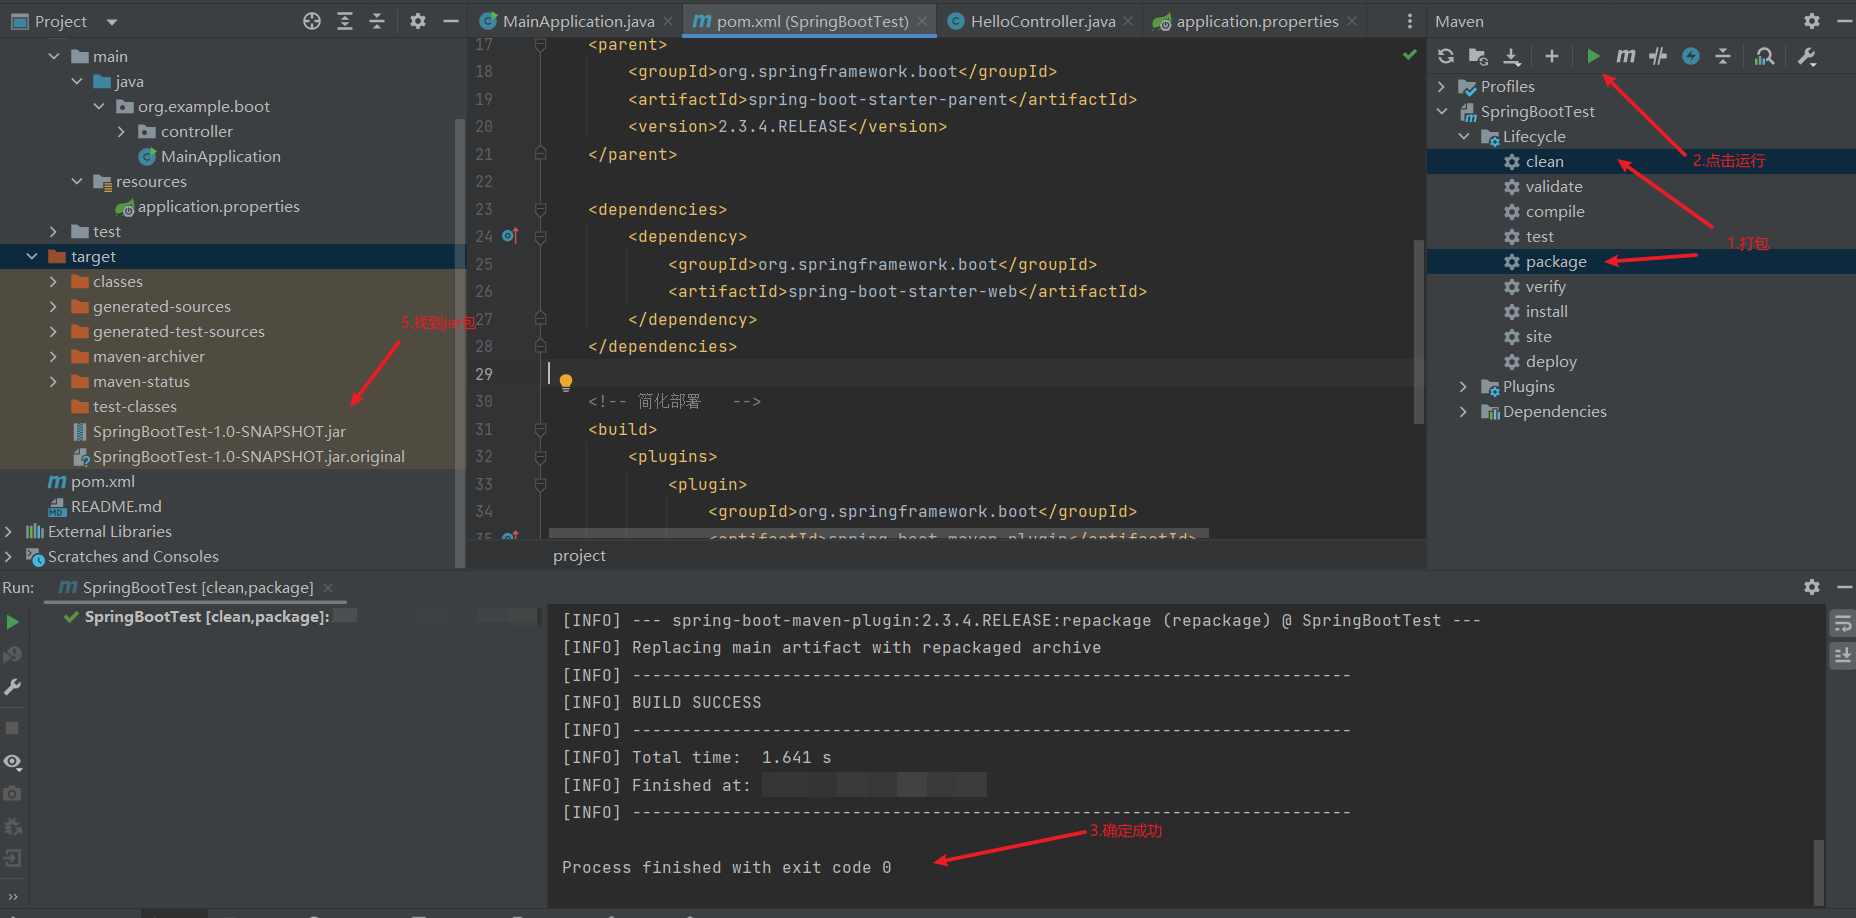 Project
main
java
org.example.boot
controller
MainApplication
resources
application.properties
test
target
classes
generated-sources
generated-test-sources
maven-archiver
maven-status
test-classes
SpringBootTest-1.0-SNAPSHOT.jar
SpringBootTest-1.0-SNAPSHOT.jar.original
pom.xml
README.md
External Libraries
Scratches and Consoles
5.找到jar包
MainApplication.java
pom.xml (SpringBootTest)
HelloController.java
application.properties
17 <parent>
18 <groupId>org.springframework.boot</groupId>
19 <artifactId>spring-boot-starter-parent</artifactId>
20 <version>2.3.4.RELEASE</version>
21 </parent>
22
23 <dependencies>
24 <dependency>
25 <groupId>org.springframework.boot</groupId>
26 <artifactId>spring-boot-starter-web</artifactId>
27 </dependency>
28 </dependencies>
29
30 <!-- 简化部署 -->
31 <build>
32 <plugins>
33 <plugin>
34 <groupId>org.springframework.boot</groupId>
35 <artifactId>spring-boot-maven-plugin</artifactId>
project
Maven
Profiles
SpringBootTest
Lifecycle
clean
validate
compile
test
package
verify
install
site
deploy
Plugins
Dependencies
2.点击运行
1.打包
Run:
SpringBootTest [clean,package]
SpringBootTest [clean,package]:
[INFO] --- spring-boot-maven-plugin:2.3.4.RELEASE:repackage (repackage) @ SpringBootTest ---
[INFO] Replacing main artifact with repackaged archive
[INFO] ------------------------------------------------------------------------
[INFO] BUILD SUCCESS
[INFO] ------------------------------------------------------------------------
[INFO] Total time:  1.641 s
[INFO] Finished at:
[INFO] ------------------------------------------------------------------------
3.确定成功
Process finished with exit code 0